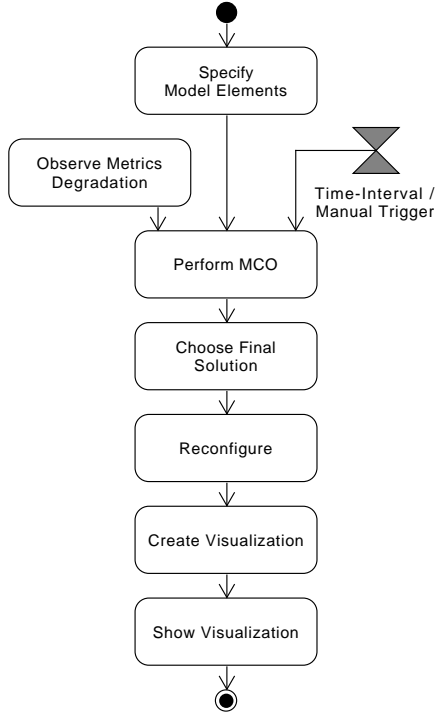 Specify
Model Elements
Observe Metrics
Degradation
Time-Interval /
Manual Trigger
Perform MCO
Choose Final
Solution
Reconfigure
Create Visualization
Show Visualization